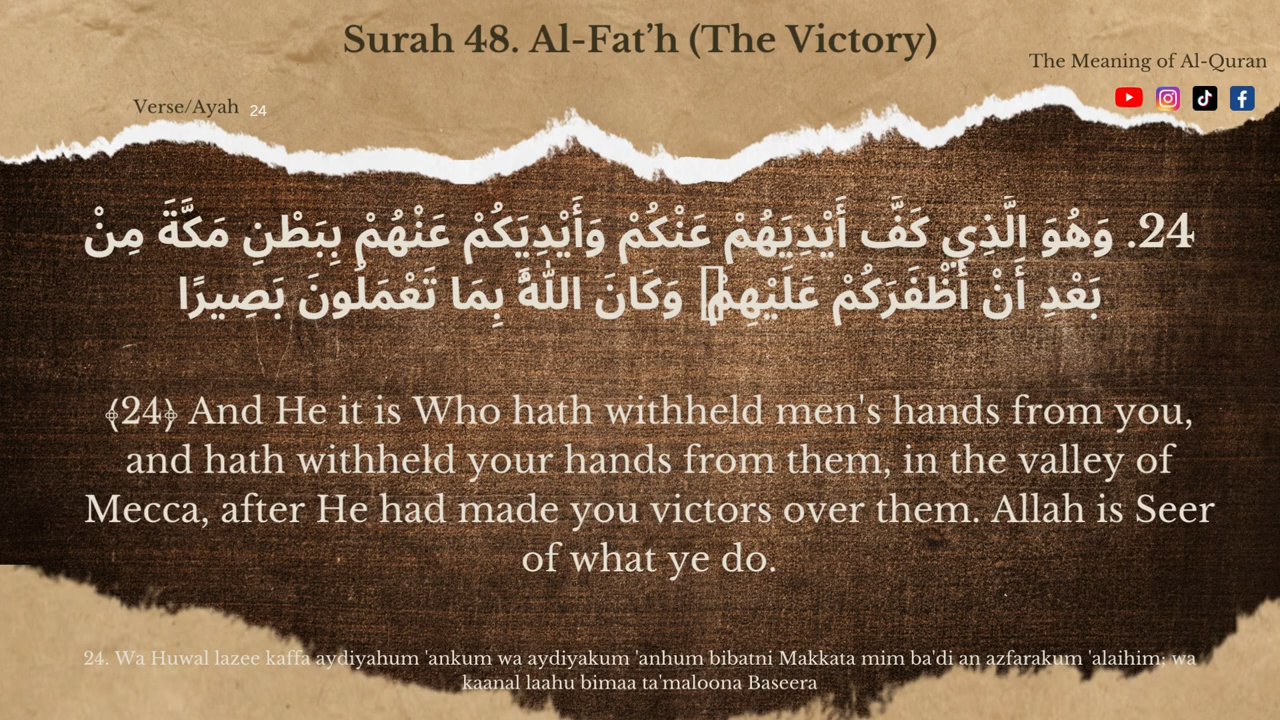 Surah 48. Al-Fat’h (The Victory)
The Meaning of Al-Quran
Verse/Ayah 24
24. وَهُوَ الَّذِي كَفَّ أَيْدِيَهُمْ عَنْكُمْ وَأَيْدِيَكُمْ عَنْهُمْ بِبَطْنِ مَكَّةَ مِنْ
بَعْدِ أَنْ أَظْفَرَكُمْ عَلَيْهِمْ وَكَانَ اللَّهُ بِمَا تَعْمَلُونَ بَصِيرًا
﴾24﴿ And He it is Who hath withheld men's hands from you,
and hath withheld your hands from them, in the valley of
Mecca, after He had made you victors over them. Allah is Seer
of what ye do.
24. Wa Huwal lazee kaffa aydiyahum 'ankum wa aydiyakum 'anhum bibatni Makkata mim ba'di an azfarakum 'alaihim; wa
kaanal laahu bimaa ta'maloona Baseera